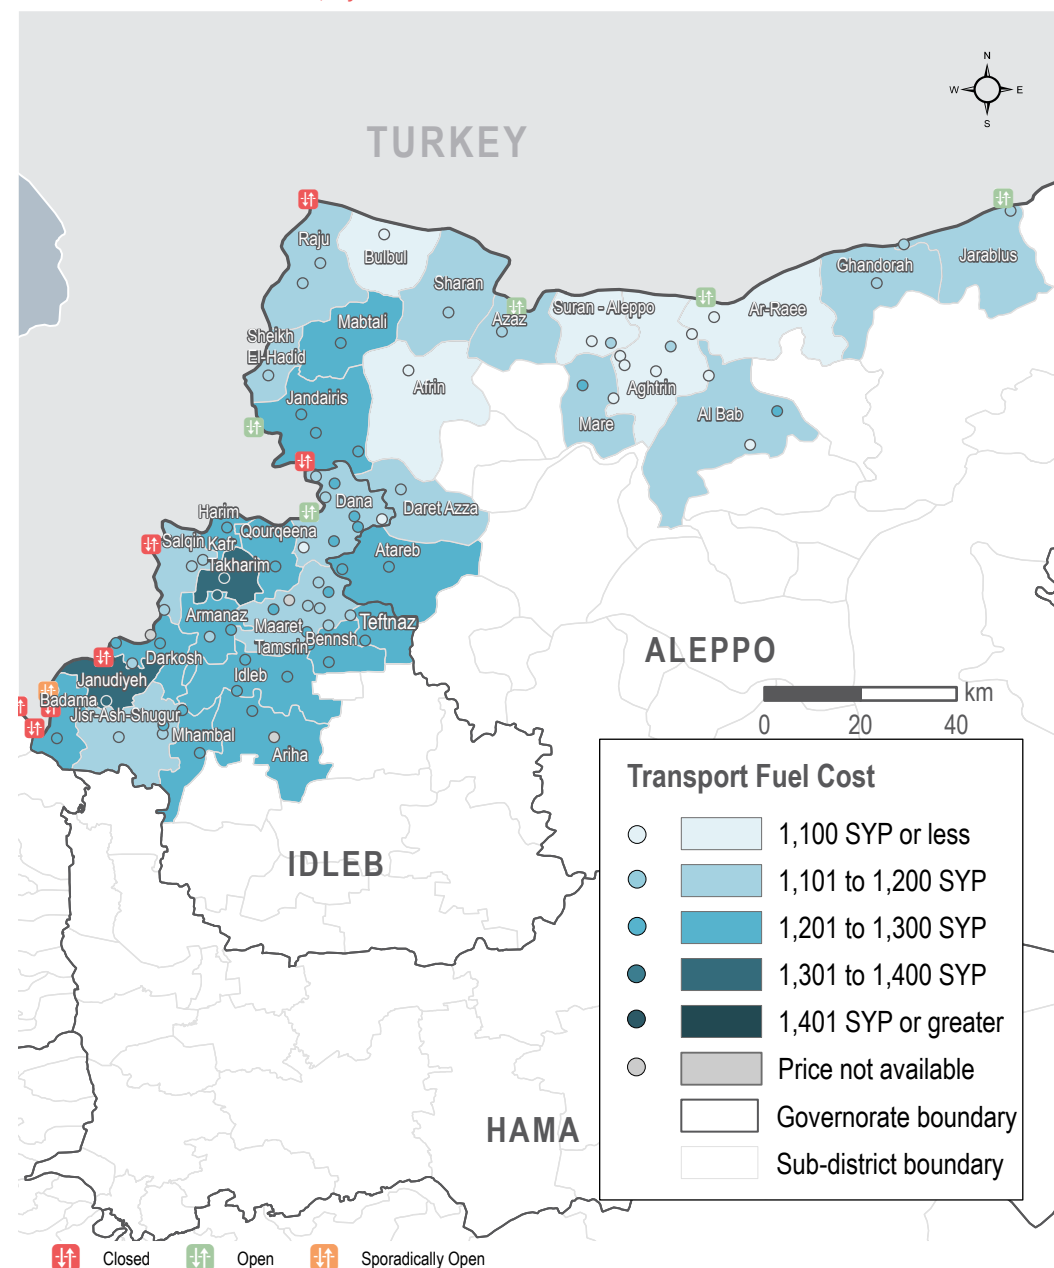 N
W E
S
TURKEY
Raju
Bulbul
Sharan
Jarablus
Ghandorah
Ar-Raee
Suran - Aleppo
Azaz
Mabtali
Sheikh
El-Hadid
Afrin
Aghtrin
Jandairis
Al Bab
Mare
Dana
Daret Azza
Harim
Qourqeena
Salqin
Kafr
Takharim
Atareb
Armanaz
Maaret
Tamsrin
Teftnaz
Bennsh
Darkosh
ALEPPO
Janudiyeh
Idleb
Badama
Jisr-Ash-Shugur
Mhambal
Ariha
km
0 20 40
IDLEB
HAMA
Transport Fuel Cost
1,100 SYP or less
1,101 to 1,200 SYP
1,201 to 1,300 SYP
1,301 to 1,400 SYP
1,401 SYP or greater
Price not available
Governorate boundary
Sub-district boundary
Closed Open Sporadically Open